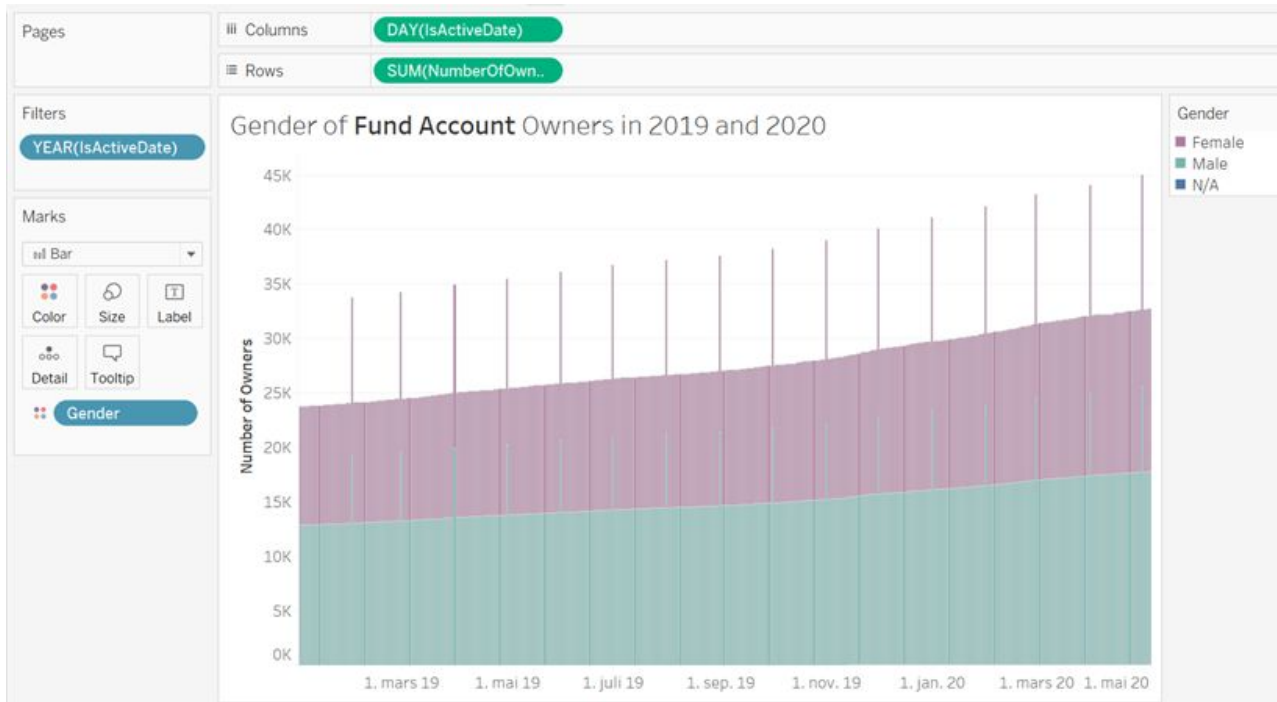 Pages
Columns
DAY(IsActiveDate)
Rows
SUM(NumberOfOwn..
Filters
YEAR(IsActiveDate)
Marks
Bar
Color
Size
T
Label
Detail
Tooltip
Gender
Gender of Fund Account Owners in 2019 and 2020
Number of Owners
45K
40K
35K
30K
25K
20K
15K
10K
5K
0K
1. mars 19 1. mai 19 1. juli 19 1. sep. 19 1. nov. 19 1. jan. 20 1. mars 20 1. mai 20
Gender
Female
Male
N/A